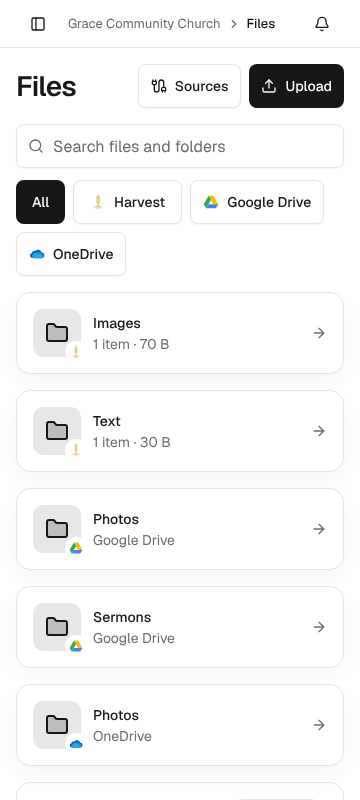 Grace Community Church > Files
Files
Sources
Upload
Search files and folders
All
Harvest
Google Drive
OneDrive
Images
1 item · 70 B
Text
1 item · 30 B
Photos
Google Drive
Sermons
Google Drive
Photos
OneDrive